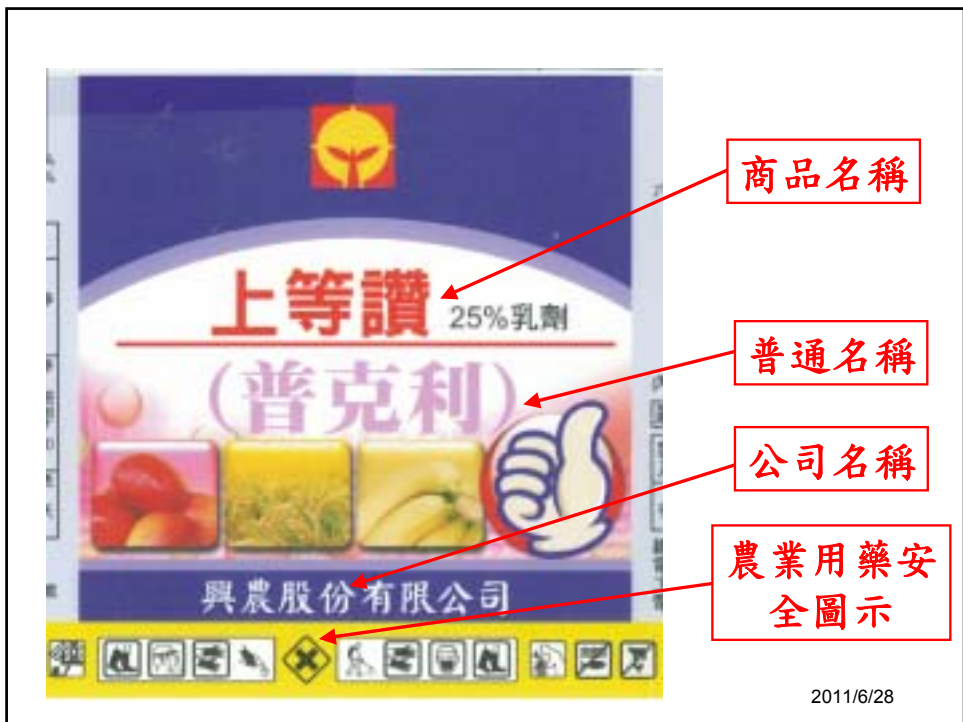 商品名稱
上等讚 25%乳劑
(普克利)
普通名稱
公司名稱
興農股份有限公司
農業用藥安
全圖示
2011/6/28